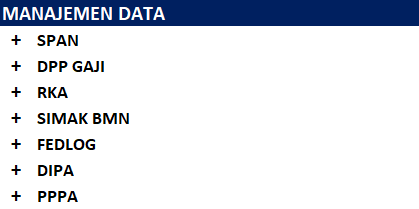 MANAJEMEN DATA
+ SPAN
+ DPP GAJI
+ RKA
+ SIMAK BMN
+ FEDLOG
+ DIPA
+ PPPA